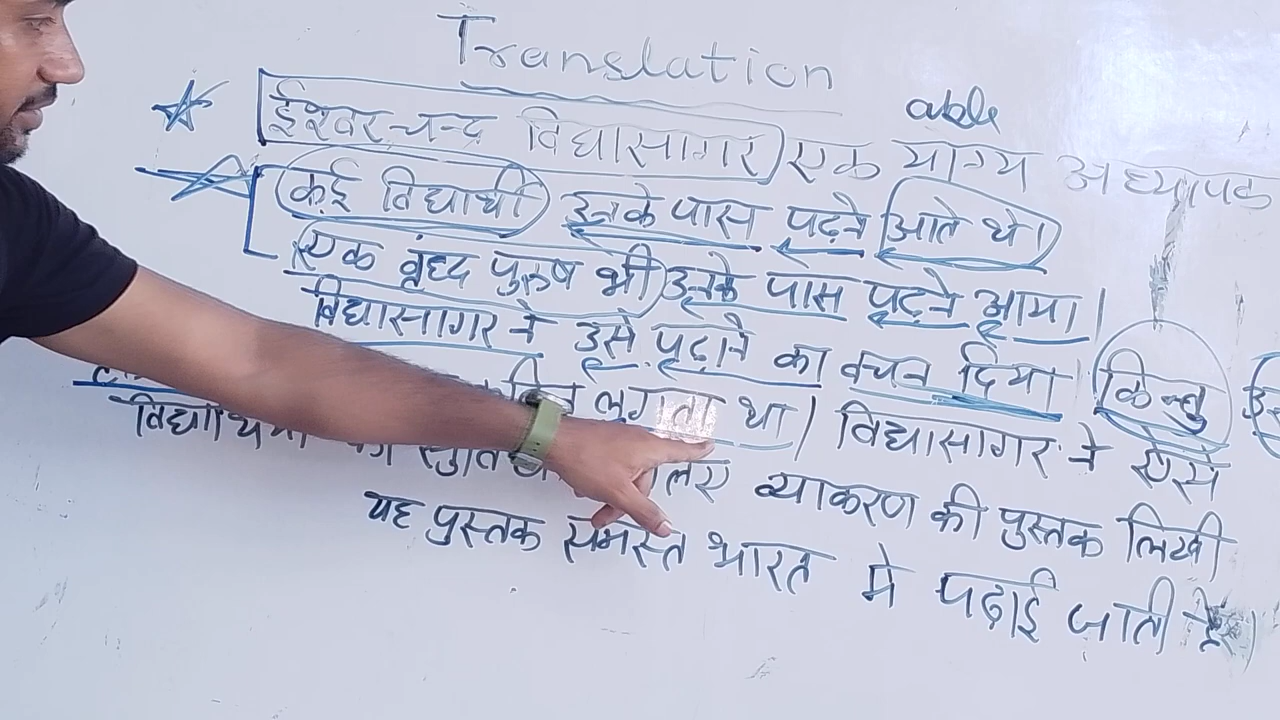 Translation
able
ईश्वर चन्द्र विद्यासागर एक योग्य अध्यापक
कई विद्यार्थी उनके पास पढ़ने आते थे।
एक वृध्द पुरुष भी उनके पास पढ़ने आया।
विद्यासागर ने उसे पढ़ाने का वचन दिया किन्तु
लगता था। विद्यासागर ने ऐसे
व्याकरण की पुस्तक लिखी
यह पुस्तक समस्त भारत मे पढ़ाई जाती है।